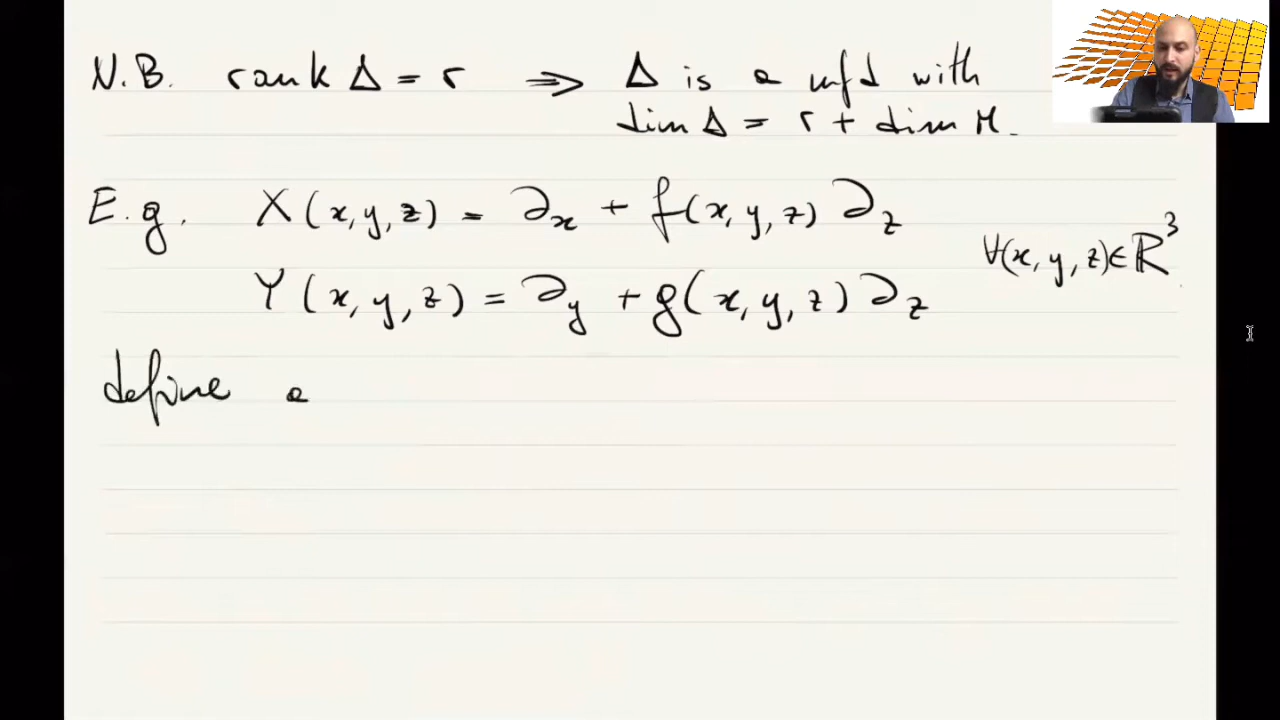 N.B. rank Δ = r ⇒ Δ is a mfd with
dim Δ = r + dim M.
E.g. X(x,y,z) = ∂x + f(x,y,z) ∂z
∀(x,y,z)∈ℝ³
Y(x,y,z) = ∂y + g(x,y,z) ∂z
define a